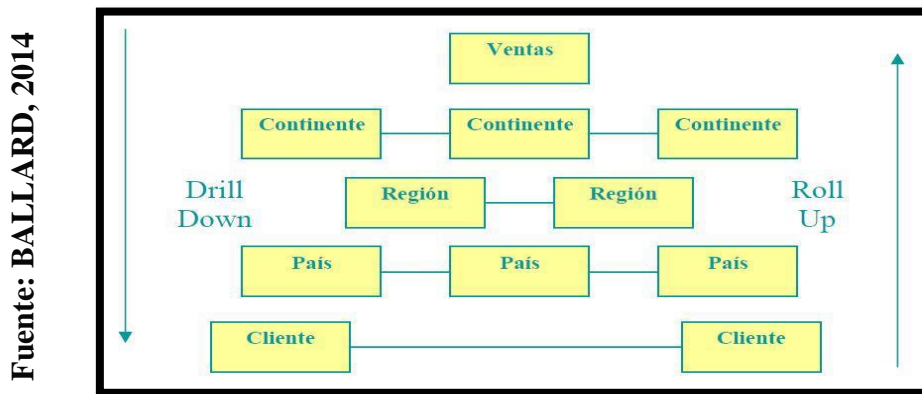 Fuente: BALLARD, 2014
Ventas
Continente Continente Continente
Drill
Down
Región Región
Roll
Up
País País País
Cliente Cliente